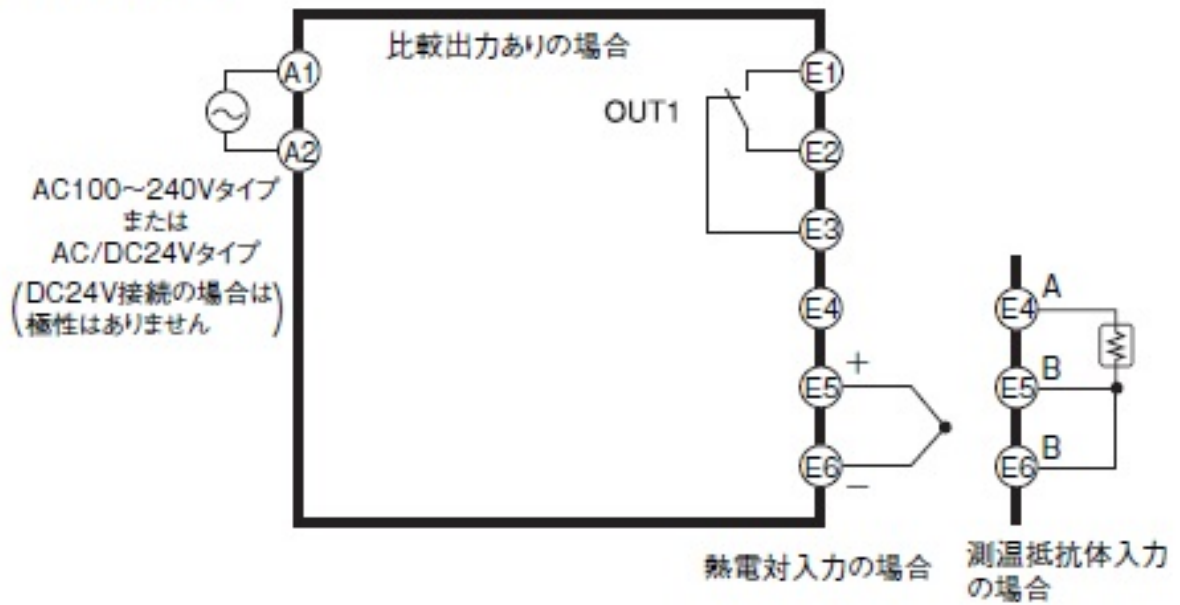 比較出力ありの場合
A1
A2
AC100〜240Vタイプ
または
AC/DC24Vタイプ
(DC24V接続の場合は
極性はありません)
OUT1
E1
E2
E3
E4
E5
+
E6
−
熱電対入力の場合
E4
A
E5
B
E6
B
測温抵抗体入力
の場合